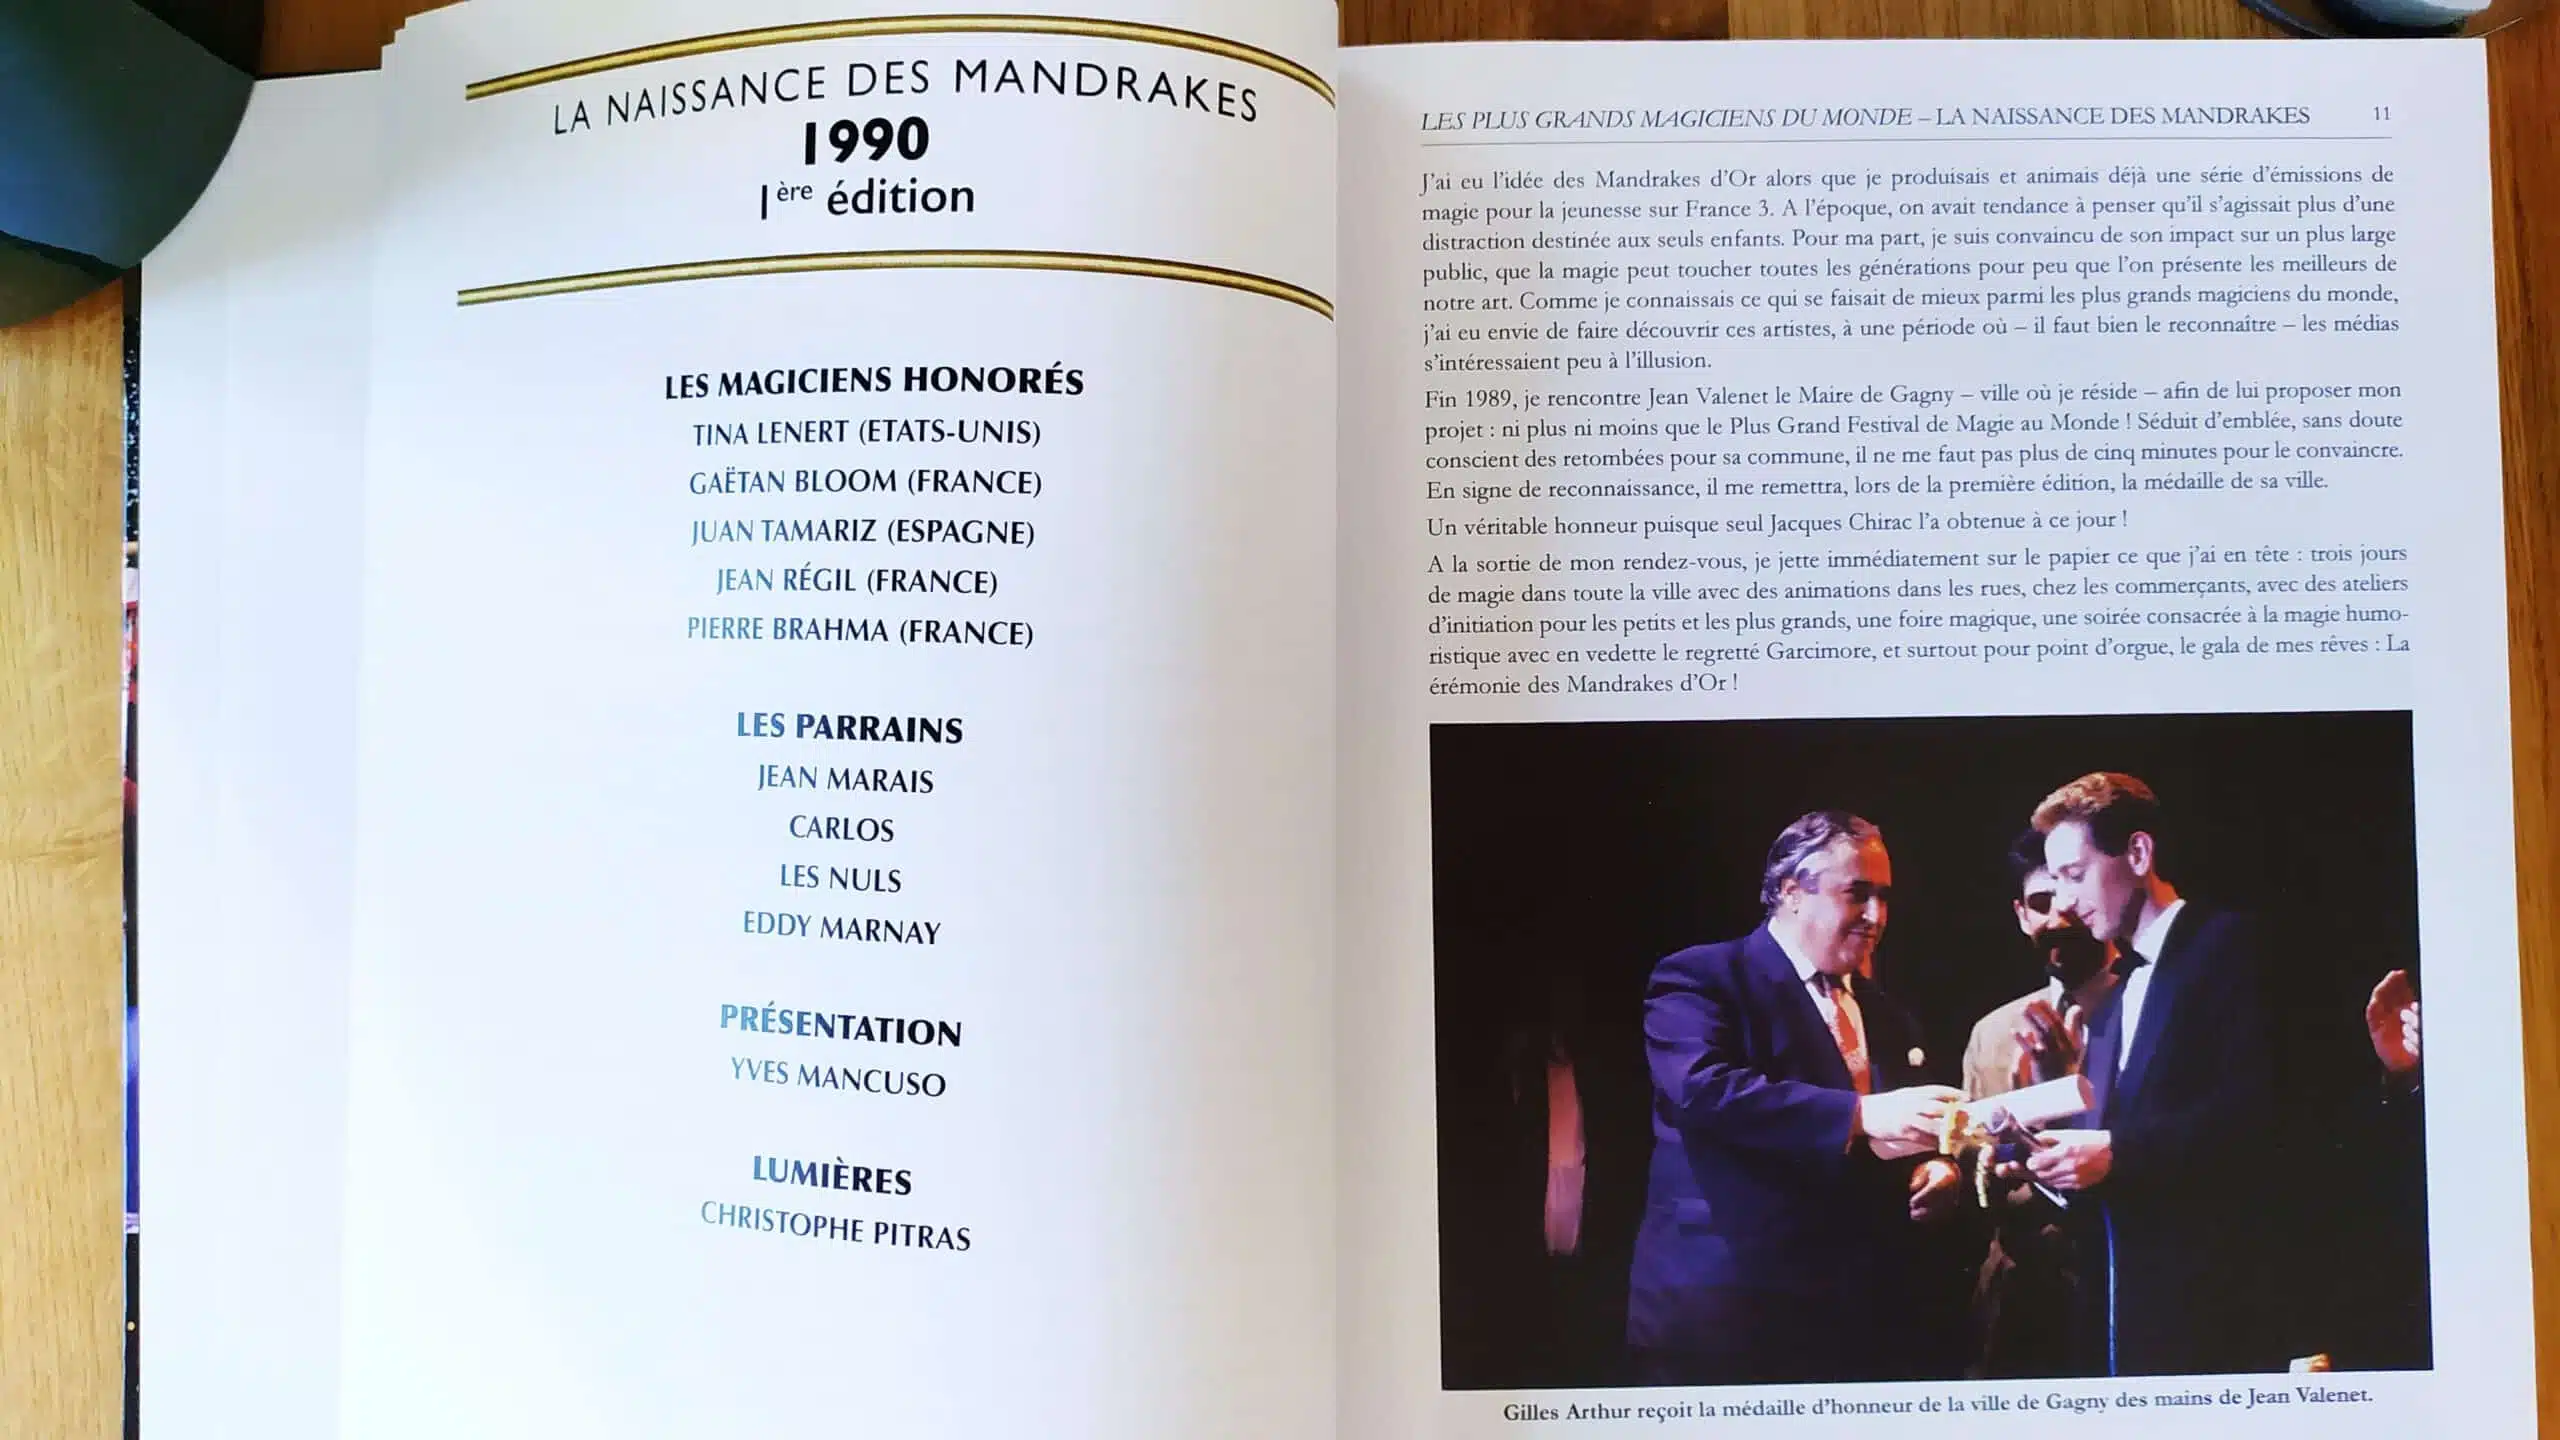 LA NAISSANCE DES MANDRAKES
1990
1ère édition
LES MAGICIENS HONORÉS
TINA LENERT (ETATS-UNIS)
GAËTAN BLOOM (FRANCE)
JUAN TAMARIZ (ESPAGNE)
JEAN RÉGIL (FRANCE)
PIERRE BRAHMA (FRANCE)
LES PARRAINS
JEAN MARAIS
CARLOS
LES NULS
EDDY MARNAY
PRÉSENTATION
YVES MANCUSO
LUMIÈRES
CHRISTOPHE PITRAS
LES PLUS GRANDS MAGICIENS DU MONDE – LA NAISSANCE DES MANDRAKES 11
J'ai eu l'idée des Mandrakes d'Or alors que je produisais et animais déjà une série d'émissions de
magie pour la jeunesse sur France 3. A l'époque, on avait tendance à penser qu'il s'agissait plus d'une
distraction destinée aux seuls enfants. Pour ma part, je suis convaincu de son impact sur un plus large
public, que la magie peut toucher toutes les générations pour peu que l'on présente les meilleurs de
notre art. Comme je connaissais ce qui se faisait de mieux parmi les plus grands magiciens du monde,
j'ai eu envie de faire découvrir ces artistes, à une période où – il faut bien le reconnaître – les médias
s'intéressaient peu à l'illusion.
Fin 1989, je rencontre Jean Valenet le Maire de Gagny – ville où je réside – afin de lui proposer mon
projet : ni plus ni moins que le Plus Grand Festival de Magie au Monde ! Séduit d'emblée, sans doute
conscient des retombées pour sa commune, il ne me faut pas plus de cinq minutes pour le convaincre.
En signe de reconnaissance, il me remettra, lors de la première édition, la médaille de sa ville.
Un véritable honneur puisque seul Jacques Chirac l'a obtenue à ce jour !
A la sortie de mon rendez-vous, je jette immédiatement sur le papier ce que j'ai en tête : trois jours
de magie dans toute la ville avec des animations dans les rues, chez les commerçants, avec des ateliers
d'initiation pour les petits et les plus grands, une foire magique, une soirée consacrée à la magie humo-
ristique avec en vedette le regretté Garcimore, et surtout pour point d'orgue, le gala de mes rêves : La
érémonie des Mandrakes d'Or !
Gilles Arthur reçoit la médaille d'honneur de la ville de Gagny des mains de Jean Valenet.